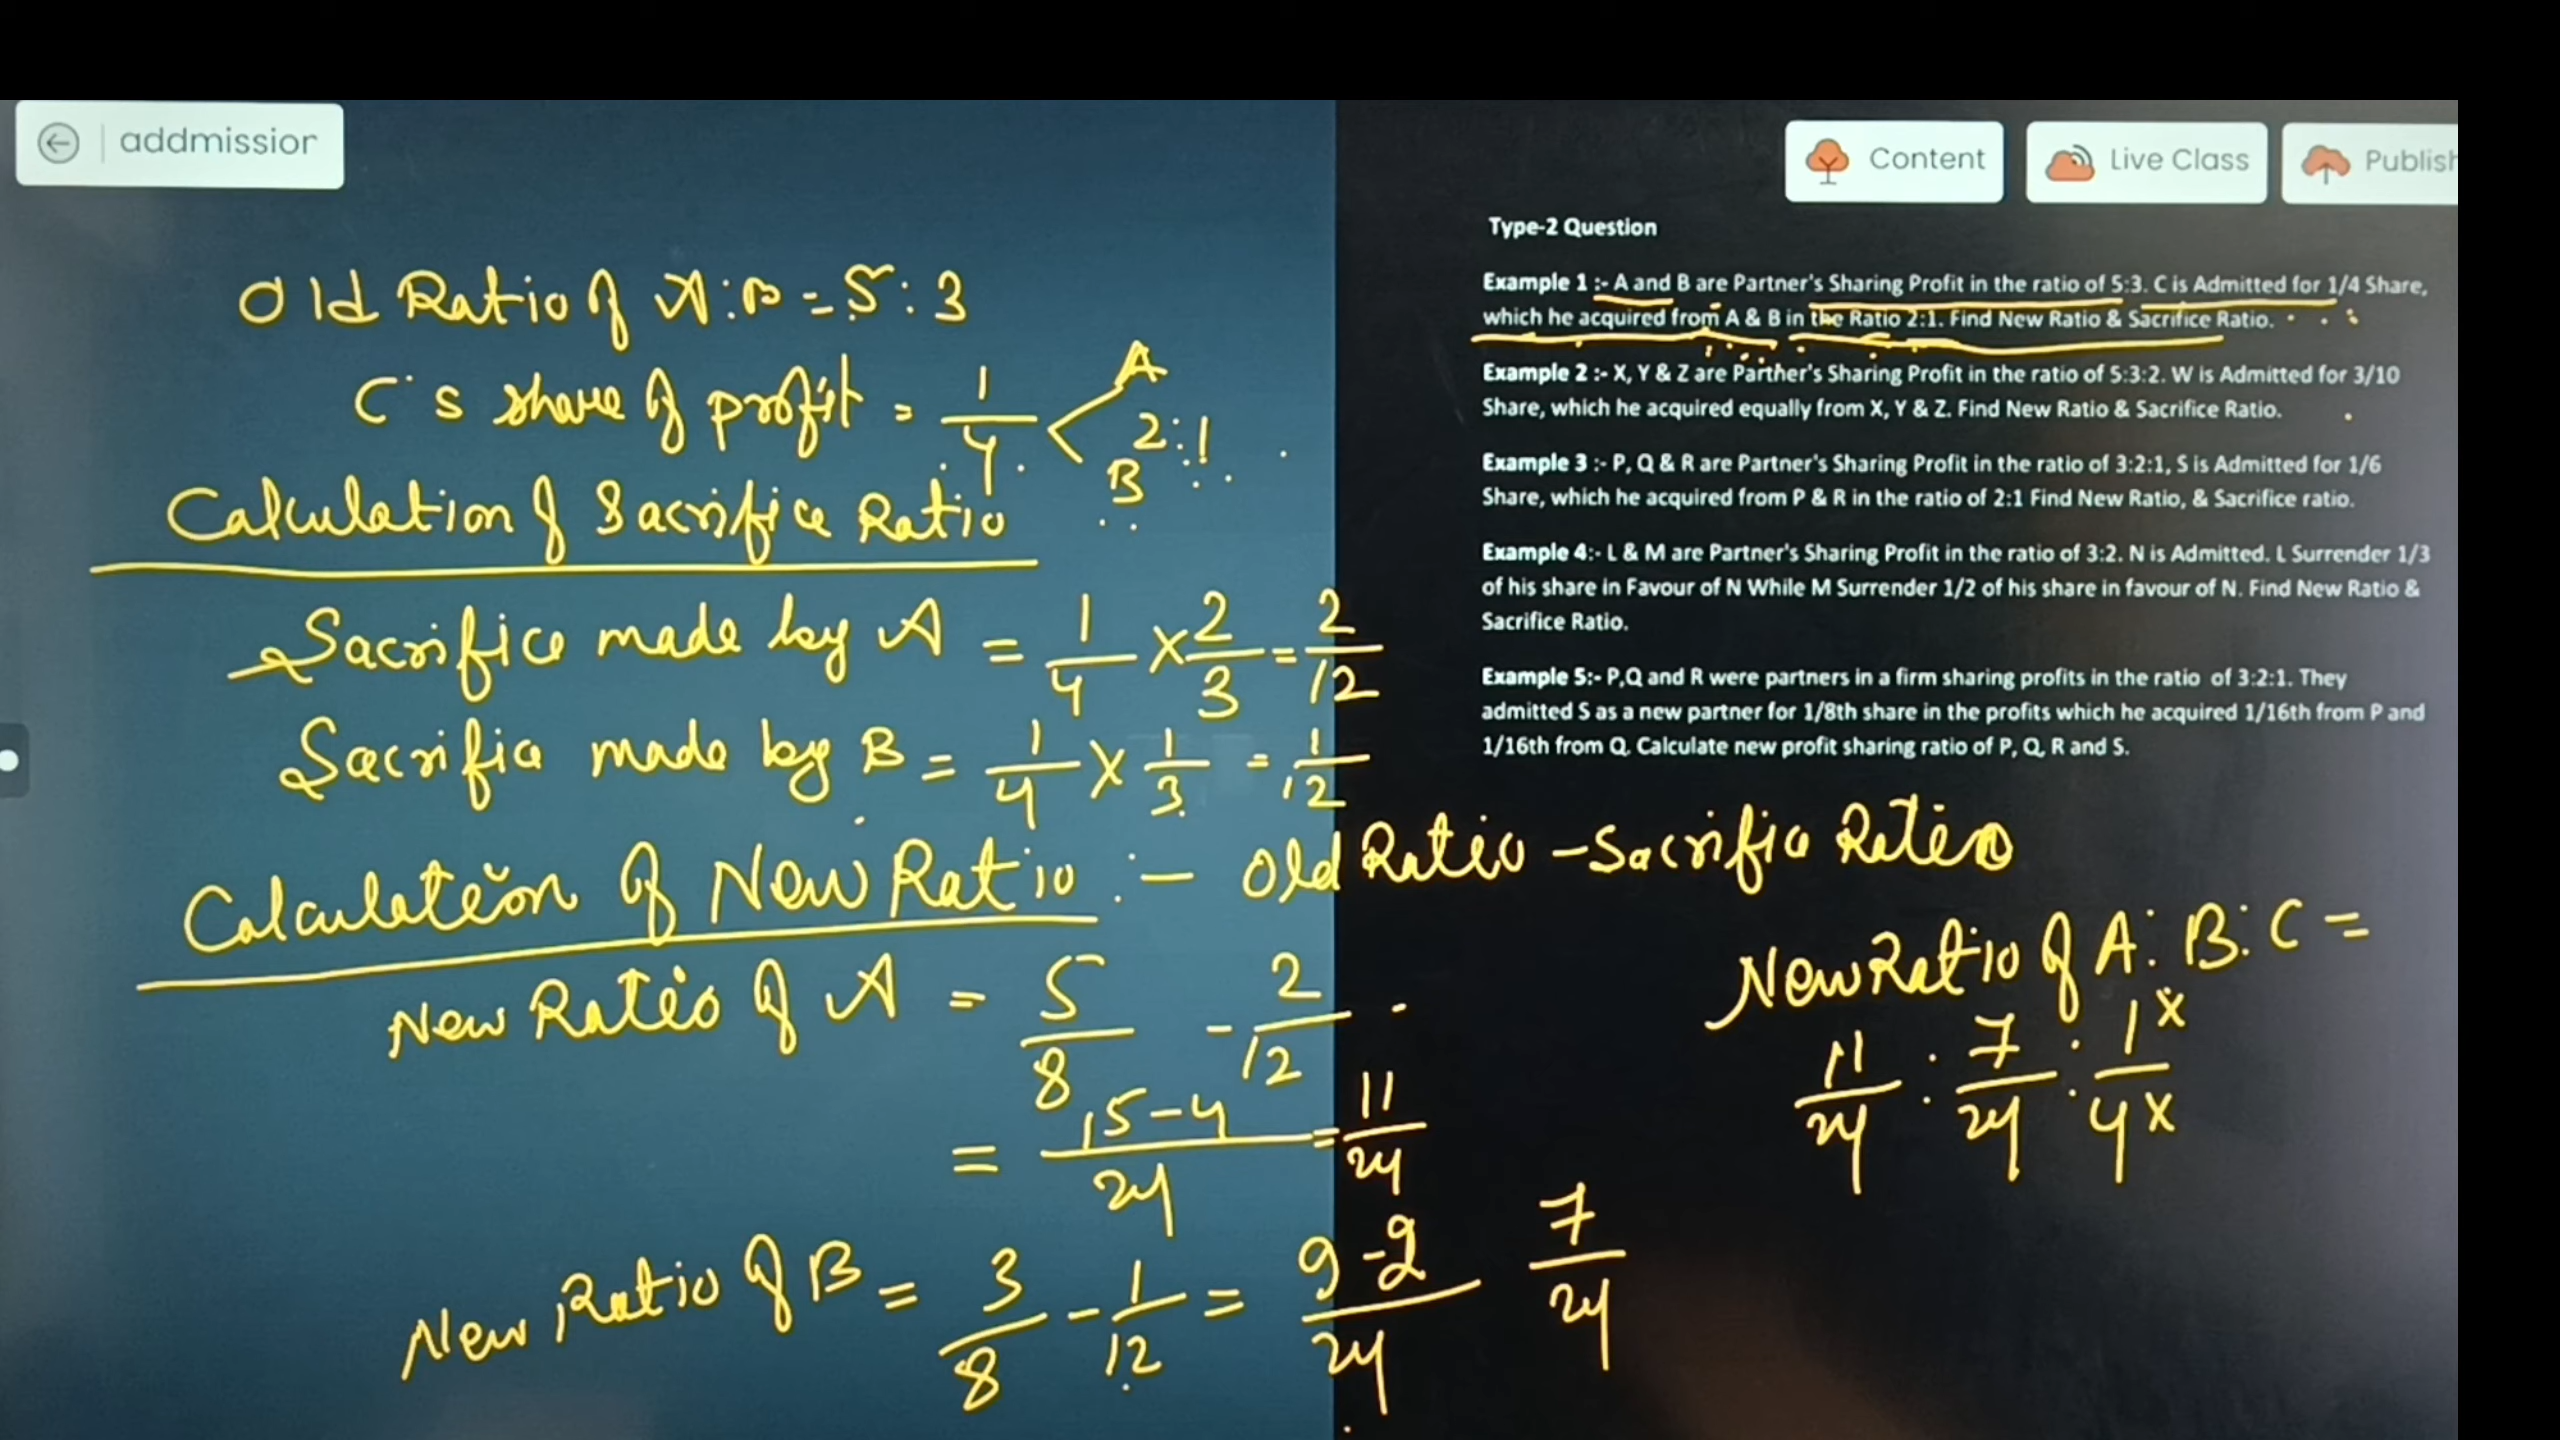 addmission
Content
Live Class
Publish
Type-2 Question
Example 1 :- A and B are Partner's Sharing Profit in the ratio of 5:3. C is Admitted for 1/4 Share,
which he acquired from A & B in the Ratio 2:1. Find New Ratio & Sacrifice Ratio.
Example 2 :- X, Y & Z are Parther's Sharing Profit in the ratio of 5:3:2. W is Admitted for 3/10
Share, which he acquired equally from X, Y & Z. Find New Ratio & Sacrifice Ratio.
Example 3 :- P, Q & R are Partner's Sharing Profit in the ratio of 3:2:1, S is Admitted for 1/6
Share, which he acquired from P & R in the ratio of 2:1 Find New Ratio, & Sacrifice ratio.
Example 4:- L & M are Partner's Sharing Profit in the ratio of 3:2. N is Admitted. L Surrender 1/3
of his share in Favour of N While M Surrender 1/2 of his share in favour of N. Find New Ratio &
Sacrifice Ratio.
Example 5:- P,Q and R were partners in a firm sharing profits in the ratio of 3:2:1. They
admitted S as a new partner for 1/8th share in the profits which he acquired 1/16th from P and
1/16th from Q. Calculate new profit sharing ratio of P, Q, R and S.
Old Ratio of A:B = 5:3
C's share of profit = 1/4 < A 2:1 B
Calculation of Sacrifice Ratio
Sacrifice made by A = 1/4 × 2/3 = 2/12
Sacrifice made by B = 1/4 × 1/3 = 1/12
Calculation of New Ratio :- Old Ratio - Sacrifice Ratio
New Ratio of A = 5/8 - 2/12
= 15-4/24 = 11/24
New Ratio of B = 3/8 - 1/12 = 9-2/24 7/24
New Ratio of A:B:C =
11/24 : 7/24 : 1×/4×